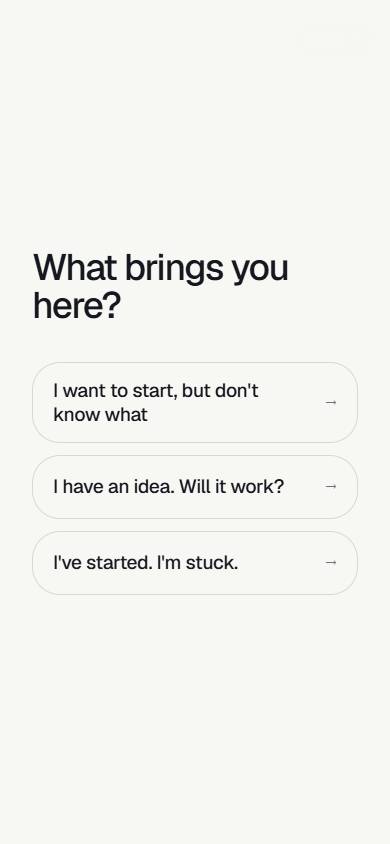 What brings you
here?
I want to start, but don't
know what
→
I have an idea. Will it work? →
I've started. I'm stuck. →